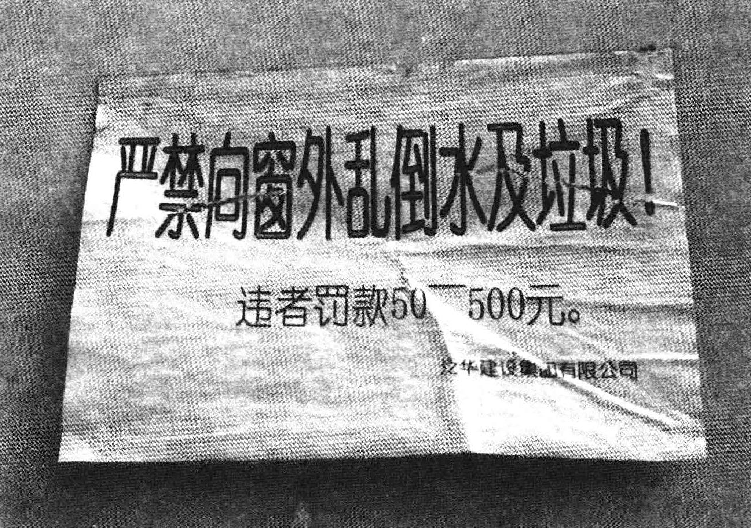 严禁向窗外乱倒水及垃圾！
违者罚款50—500元。
华建设集团有限公司